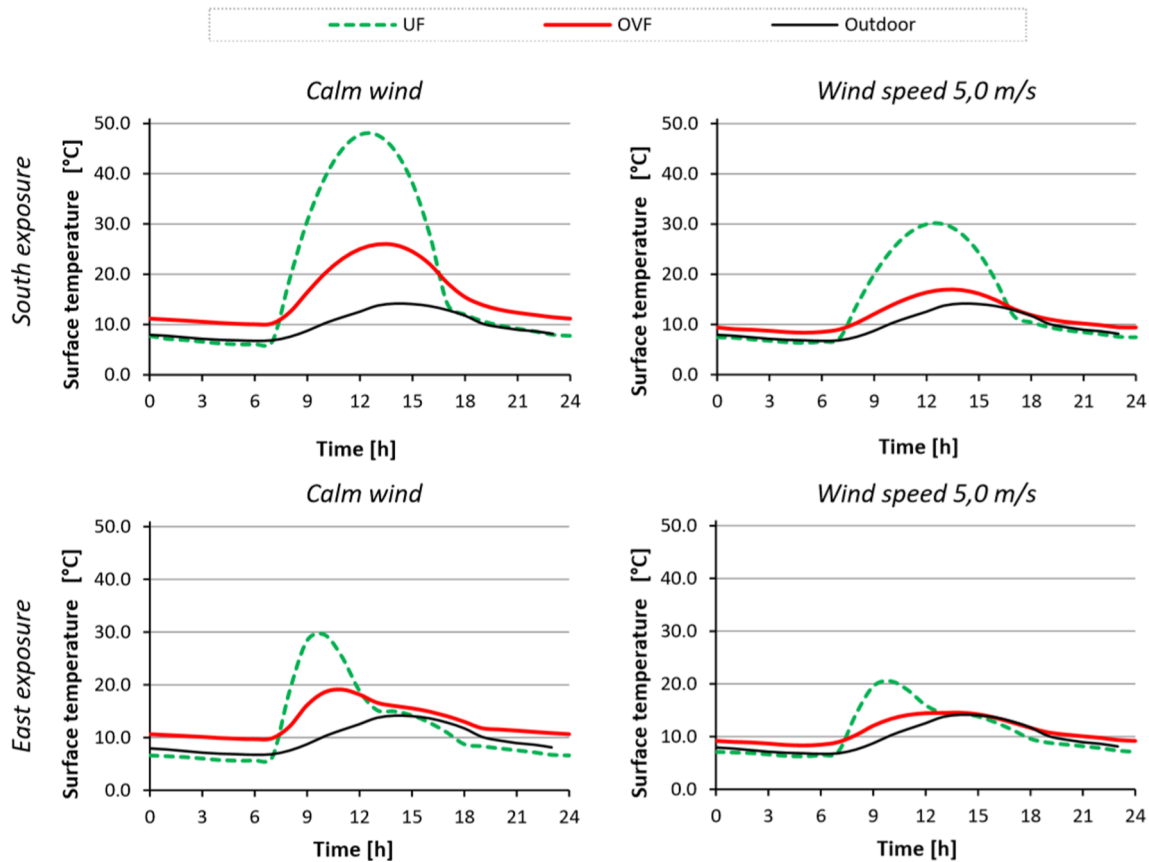 UF OVF Outdoor
Calm wind Wind speed 5,0 m/s
South exposure
Surface temperature [°C]
50.0
40.0
30.0
20.0
10.0
0.0
0 3 6 9 12 15 18 21 24
Time [h]
Surface temperature [°C]
50.0
40.0
30.0
20.0
10.0
0.0
0 3 6 9 12 15 18 21 24
Time [h]
Calm wind Wind speed 5,0 m/s
East exposure
Surface temperature [°C]
50.0
40.0
30.0
20.0
10.0
0.0
0 3 6 9 12 15 18 21 24
Time [h]
Surface temperature [°C]
50.0
40.0
30.0
20.0
10.0
0.0
0 3 6 9 12 15 18 21 24
Time [h]